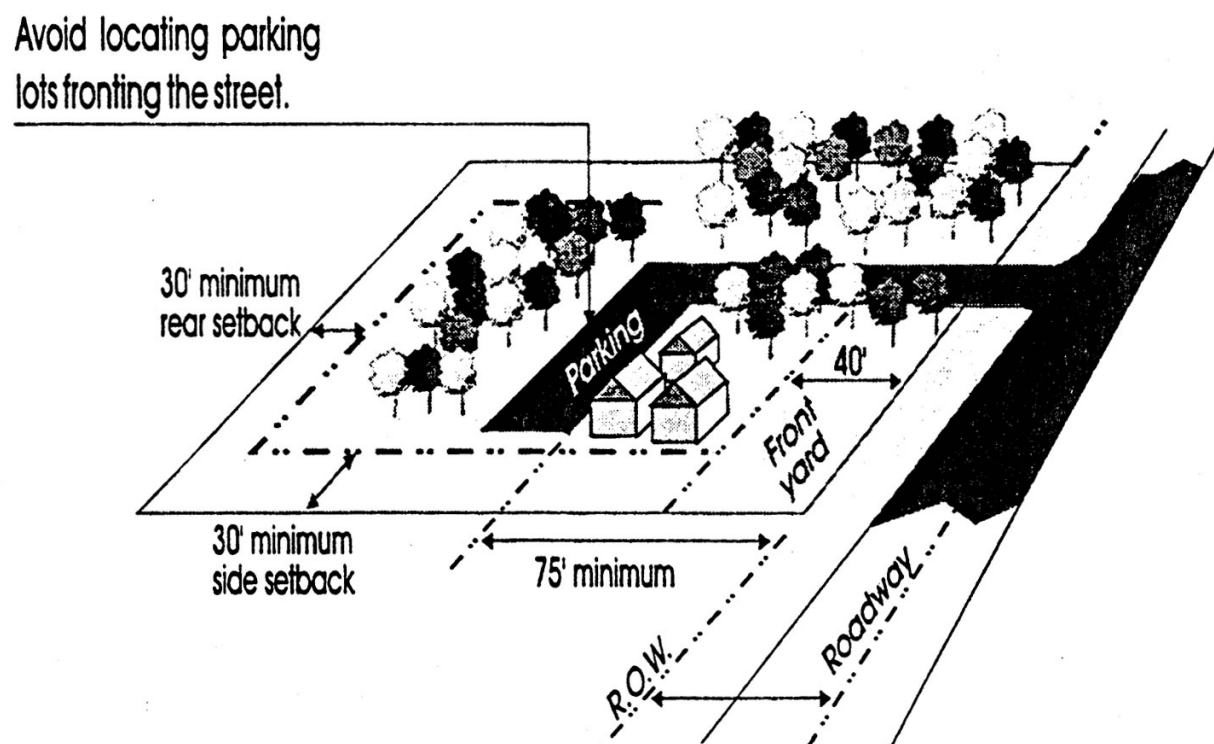 Avoid locating parking
lots fronting the street.
30' minimum
rear setback
Parking
40'
Front
yard
30' minimum
side setback
75' minimum
R.O.W.
Roadway